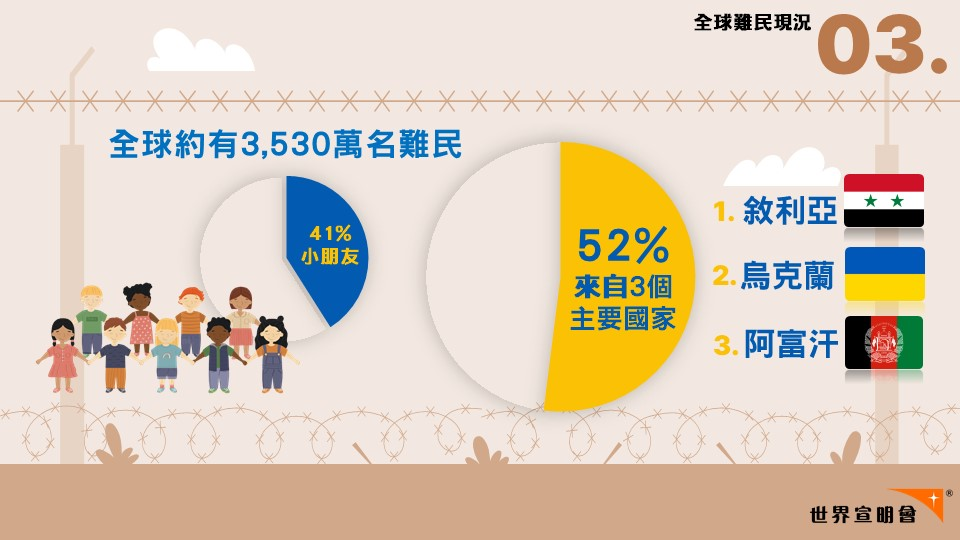 全球難民現況
03.
全球約有3,530萬名難民
41%
小朋友
52%
來自3個
主要國家
1. 敘利亞
2. 烏克蘭
3. 阿富汗
世界宣明會®